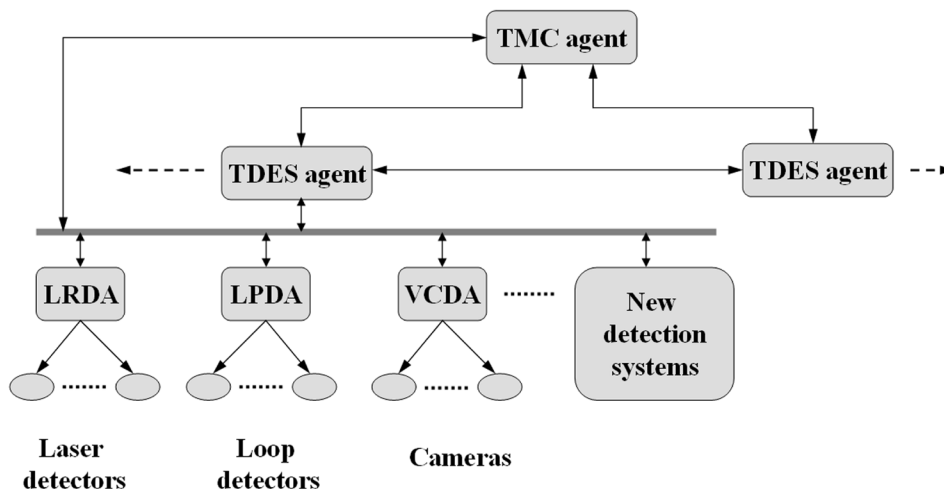 TMC agent
TDES agent
TDES agent
LRDA
LPDA
VCDA
New
detection
systems
Laser
detectors
Loop
detectors
Cameras